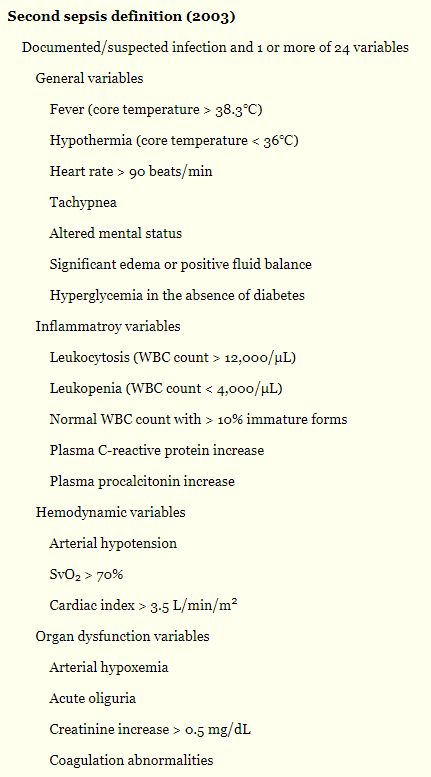 Second sepsis definition (2003)
Documented/suspected infection and 1 or more of 24 variables
General variables
Fever (core temperature > 38.3°C)
Hypothermia (core temperature < 36°C)
Heart rate > 90 beats/min
Tachypnea
Altered mental status
Significant edema or positive fluid balance
Hyperglycemia in the absence of diabetes
Inflammatroy variables
Leukocytosis (WBC count > 12,000/μL)
Leukopenia (WBC count < 4,000/μL)
Normal WBC count with > 10% immature forms
Plasma C-reactive protein increase
Plasma procalcitonin increase
Hemodynamic variables
Arterial hypotension
SvO₂ > 70%
Cardiac index > 3.5 L/min/m²
Organ dysfunction variables
Arterial hypoxemia
Acute oliguria
Creatinine increase > 0.5 mg/dL
Coagulation abnormalities